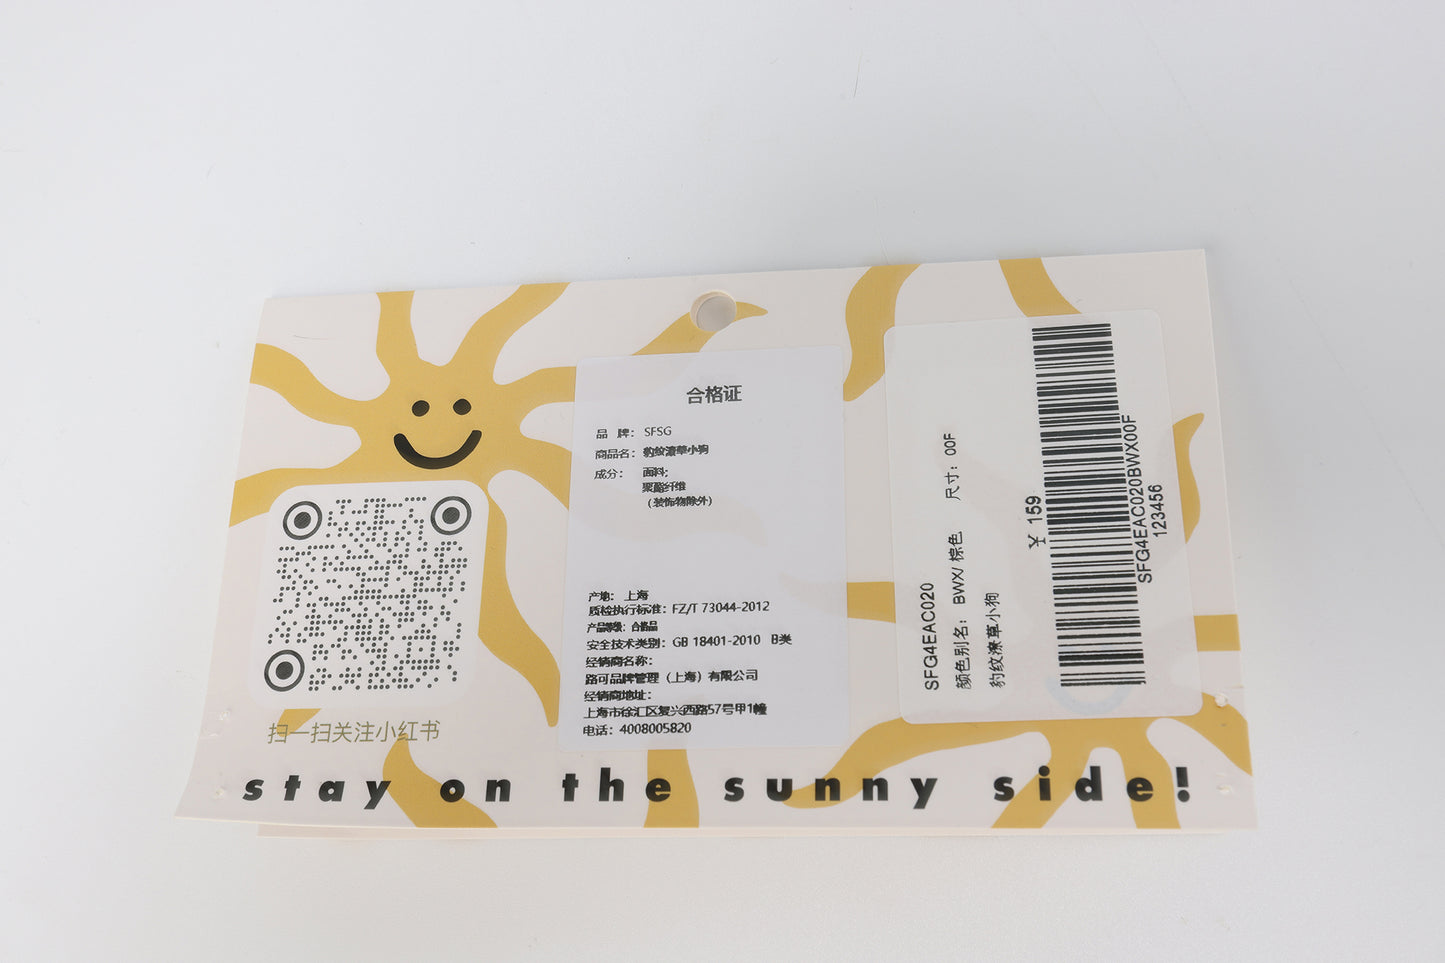 合格证
品 牌： SFSG
商品名： 豹纹潦草小狗
成分： 面料：
聚酯纤维
（装饰物除外）
产地： 上海
质检执行标准：FZ/T 73044-2012
产品等级：合格品
安全技术类别：GB 18401-2010 B类
经销商名称：
路可品牌管理（上海）有限公司
经销商地址：
上海市徐汇区复兴西路57号甲1幢
电话：4008005820
SFG4EAC020
颜色别名： BWX/ 棕色 尺寸：00F
豹纹潦草小狗
¥ 159
SFG4EAC020BWX00F
123456
扫一扫关注小红书
stay on the sunny side!